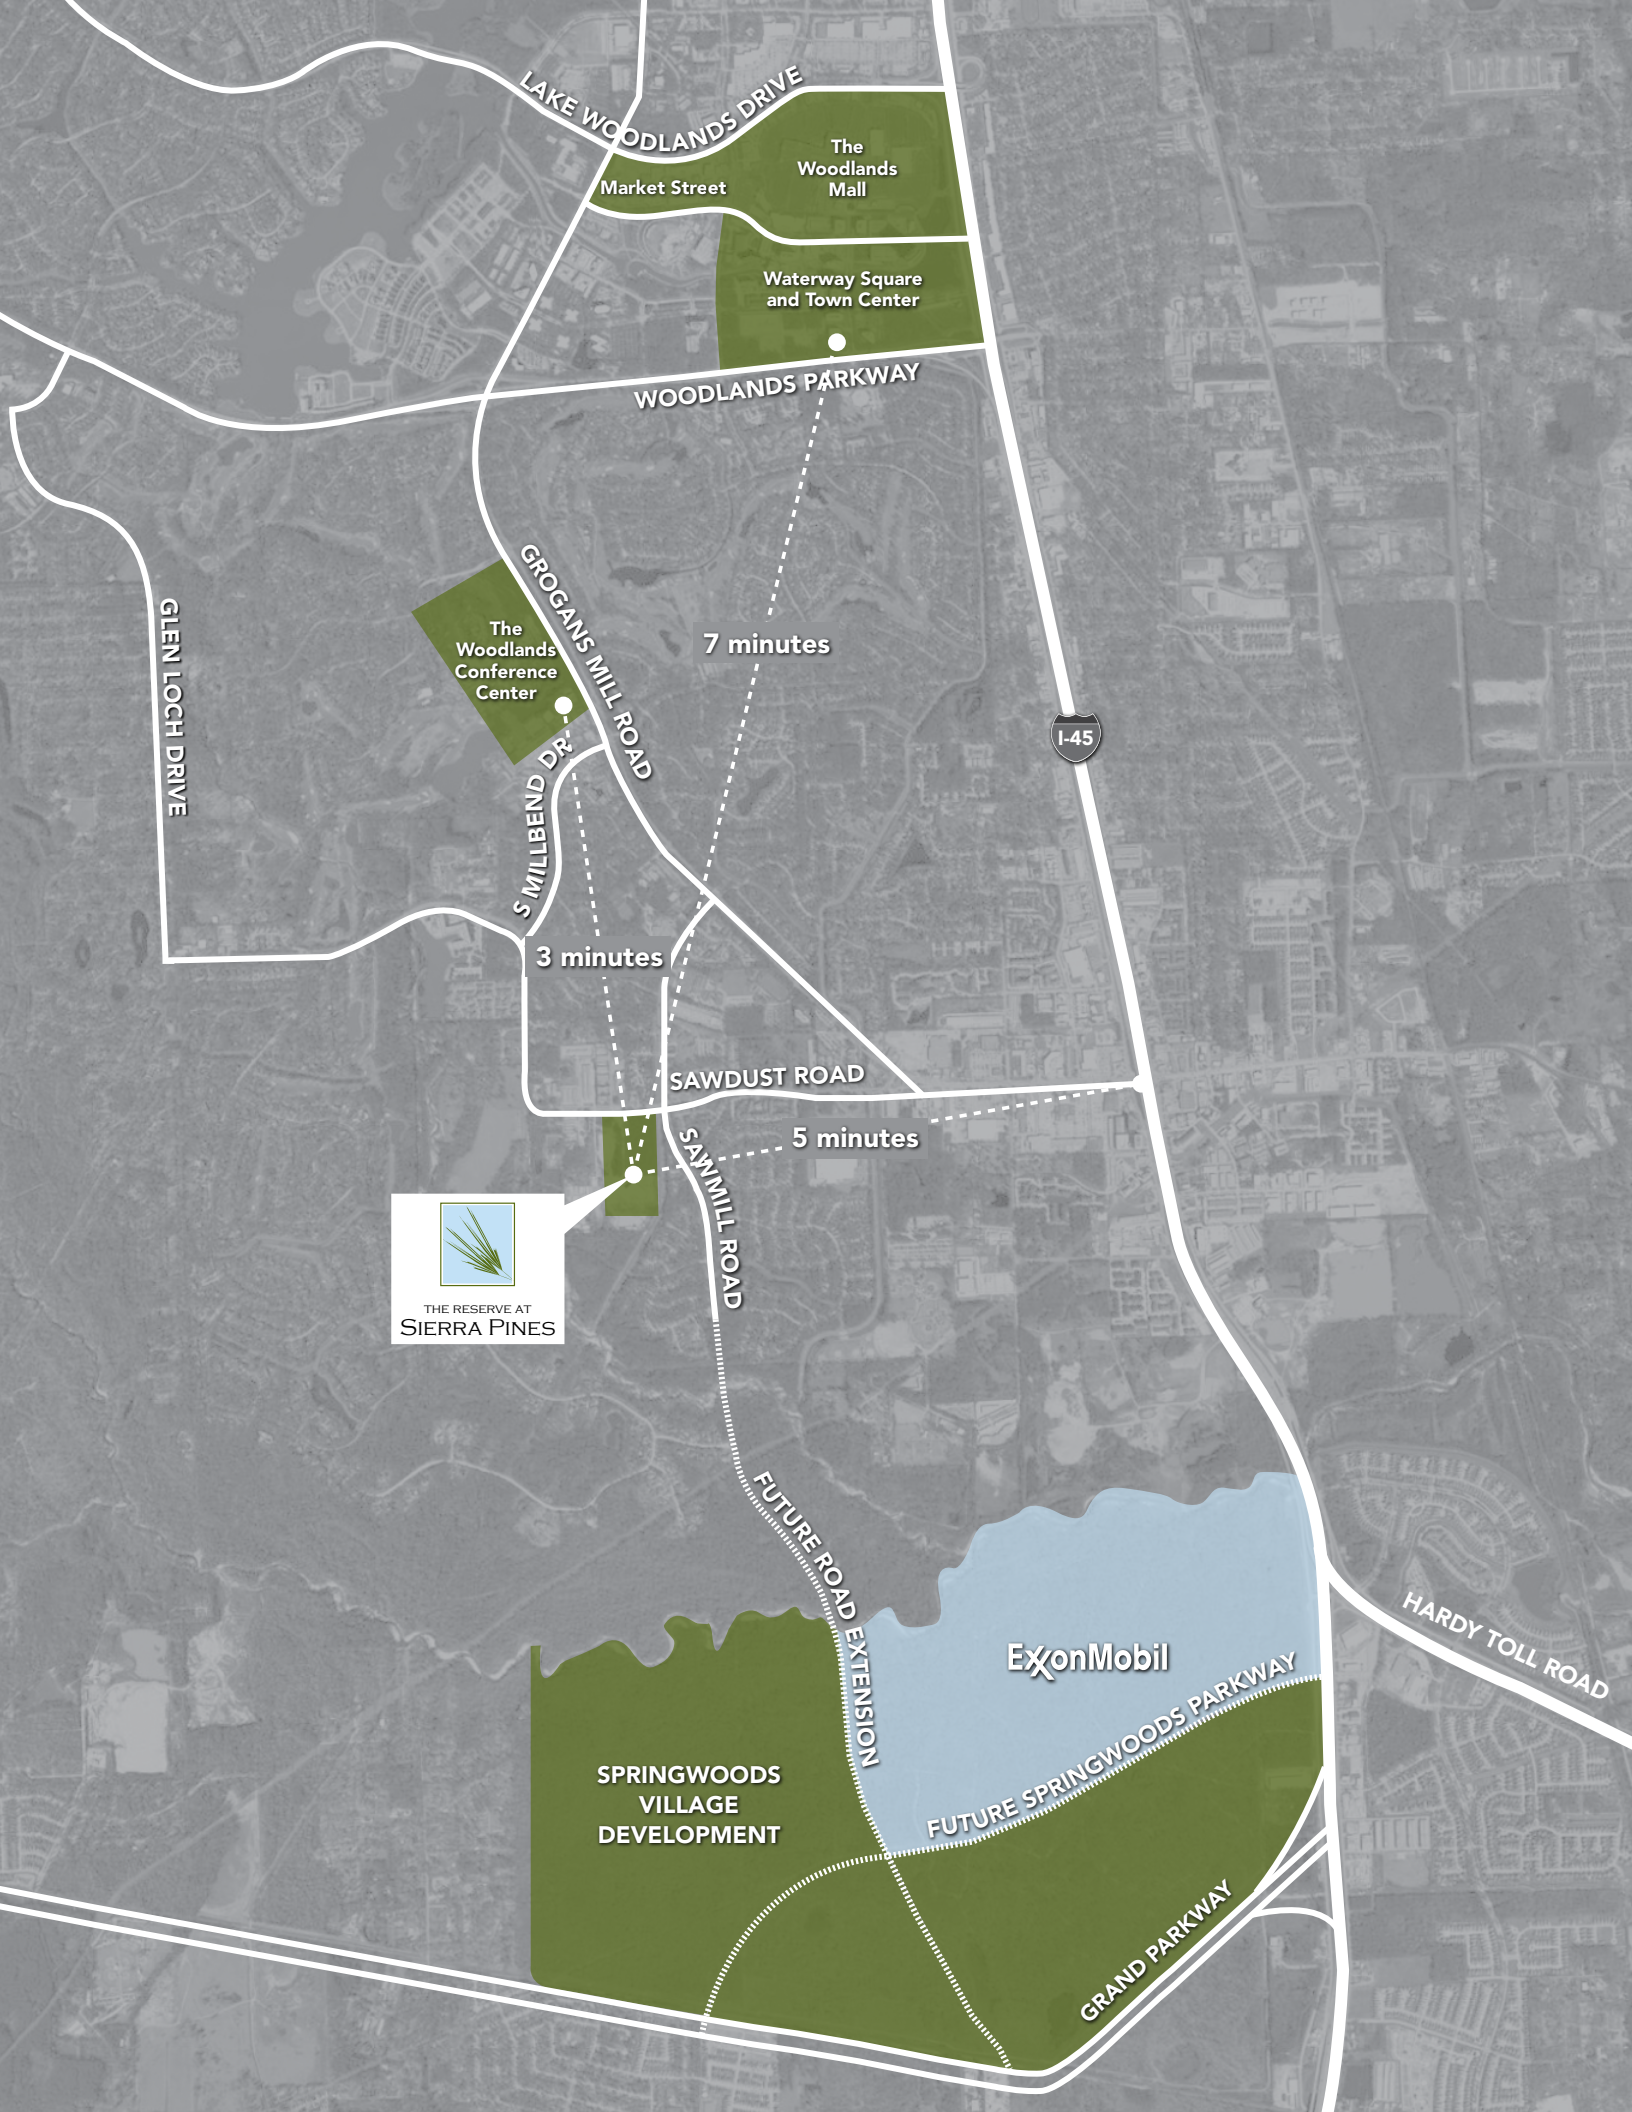 LAKE WOODLANDS DRIVE
The
Woodlands
Mall
Market Street
Waterway Square
and Town Center
WOODLANDS PARKWAY
GROGANS MILL ROAD
GLEN LOCH DRIVE
The
Woodlands
Conference
Center
7 minutes
I-45
S MILLBEND DR
3 minutes
SAWDUST ROAD
5 minutes
SAWMILL ROAD
THE RESERVE AT
SIERRA PINES
FUTURE ROAD EXTENSION
HARDY TOLL ROAD
ExxonMobil
FUTURE SPRINGWOODS PARKWAY
SPRINGWOODS
VILLAGE
DEVELOPMENT
GRAND PARKWAY